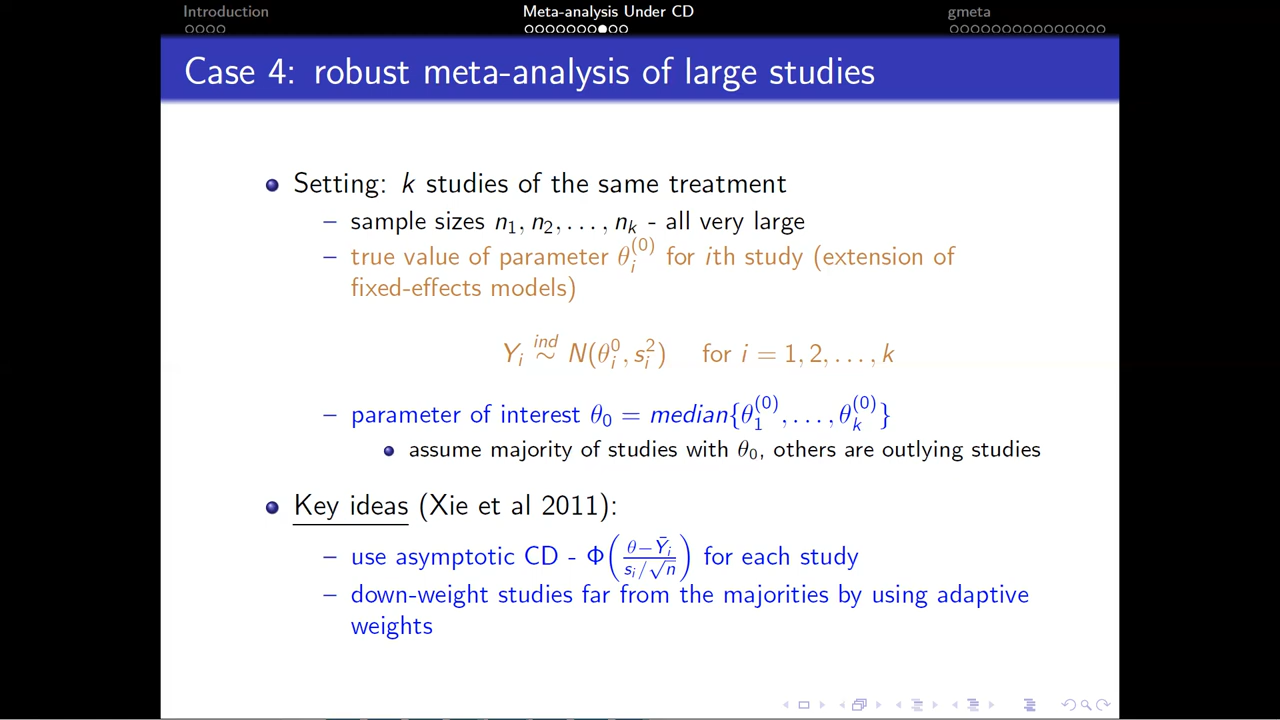 Introduction
Meta-analysis Under CD
gmeta
Case 4: robust meta-analysis of large studies
Setting: k studies of the same treatment
– sample sizes n₁, n₂, . . . , nₖ - all very large
– true value of parameter θᵢ⁽⁰⁾ for ith study (extension of
fixed-effects models)
Yᵢ ind ∼ N(θᵢ⁰, sᵢ²) for i = 1, 2, . . . , k
– parameter of interest θ₀ = median{θ₁⁽⁰⁾, . . . , θₖ⁽⁰⁾}
assume majority of studies with θ₀, others are outlying studies
Key ideas (Xie et al 2011):
– use asymptotic CD - Φ((θ−Ȳᵢ)/(sᵢ/√n)) for each study
– down-weight studies far from the majorities by using adaptive
weights